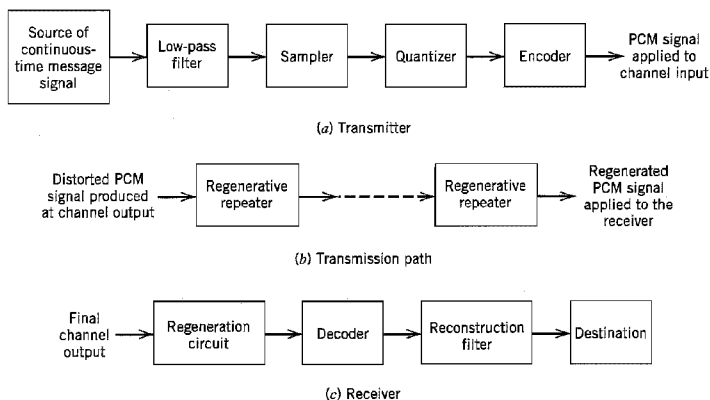 Source of
continuous-
time message
signal
Low-pass
filter
Sampler
Quantizer
Encoder
PCM signal
applied to
channel input
(a) Transmitter
Distorted PCM
signal produced
at channel output
Regenerative
repeater
Regenerative
repeater
Regenerated
PCM signal
applied to the
receiver
(b) Transmission path
Final
channel
output
Regeneration
circuit
Decoder
Reconstruction
filter
Destination
(c) Receiver